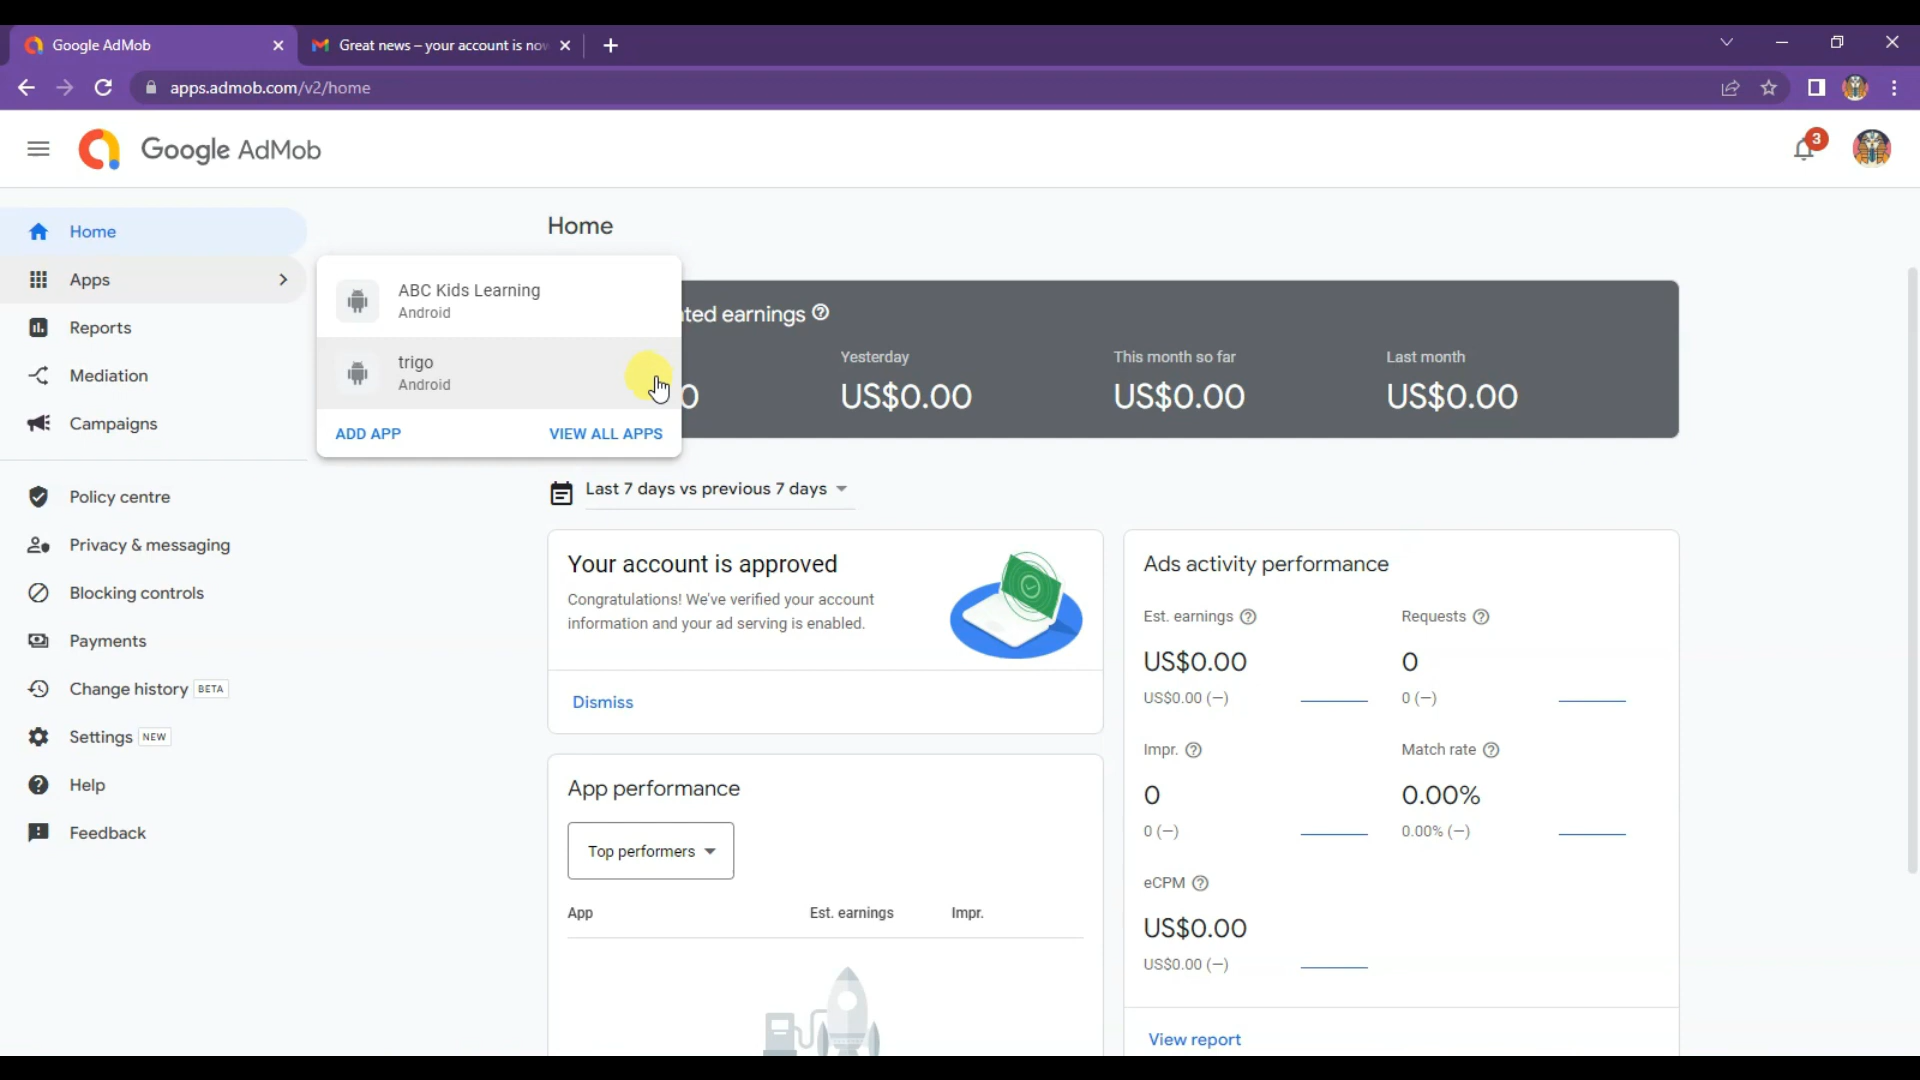 Google AdMob
Great news – your account is now
apps.admob.com/v2/home
Google AdMob
3
Home
Apps
Reports
Mediation
Campaigns
Policy centre
Privacy & messaging
Blocking controls
Payments
Change history BETA
Settings NEW
Help
Feedback
ABC Kids Learning
Android
trigo
Android
ADD APP VIEW ALL APPS
Home
earnings
Yesterday This month so far Last month
0 US$0.00 US$0.00 US$0.00
Last 7 days vs previous 7 days
Your account is approved
Congratulations! We've verified your account
information and your ad serving is enabled.
Dismiss
App performance
Top performers
App Est. earnings Impr.
Ads activity performance
Est. earnings Requests
US$0.00 0
US$0.00 (—) 0 (—)
Impr. Match rate
0 0.00%
0 (—) 0.00% (—)
eCPM
US$0.00
US$0.00 (—)
View report